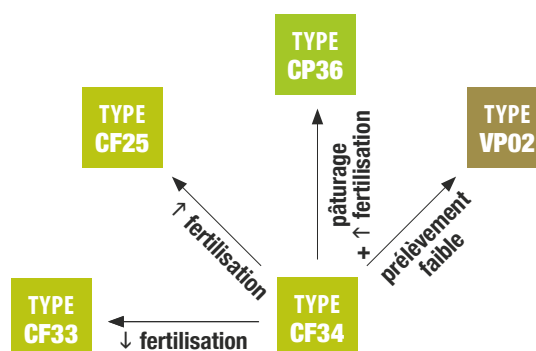 TYPE
CP36
TYPE
CF25
TYPE
VP02
pâturage
+ ↑ fertilisation
↑ fertilisation
prélèvement
faible
TYPE
CF33
↓ fertilisation
TYPE
CF34